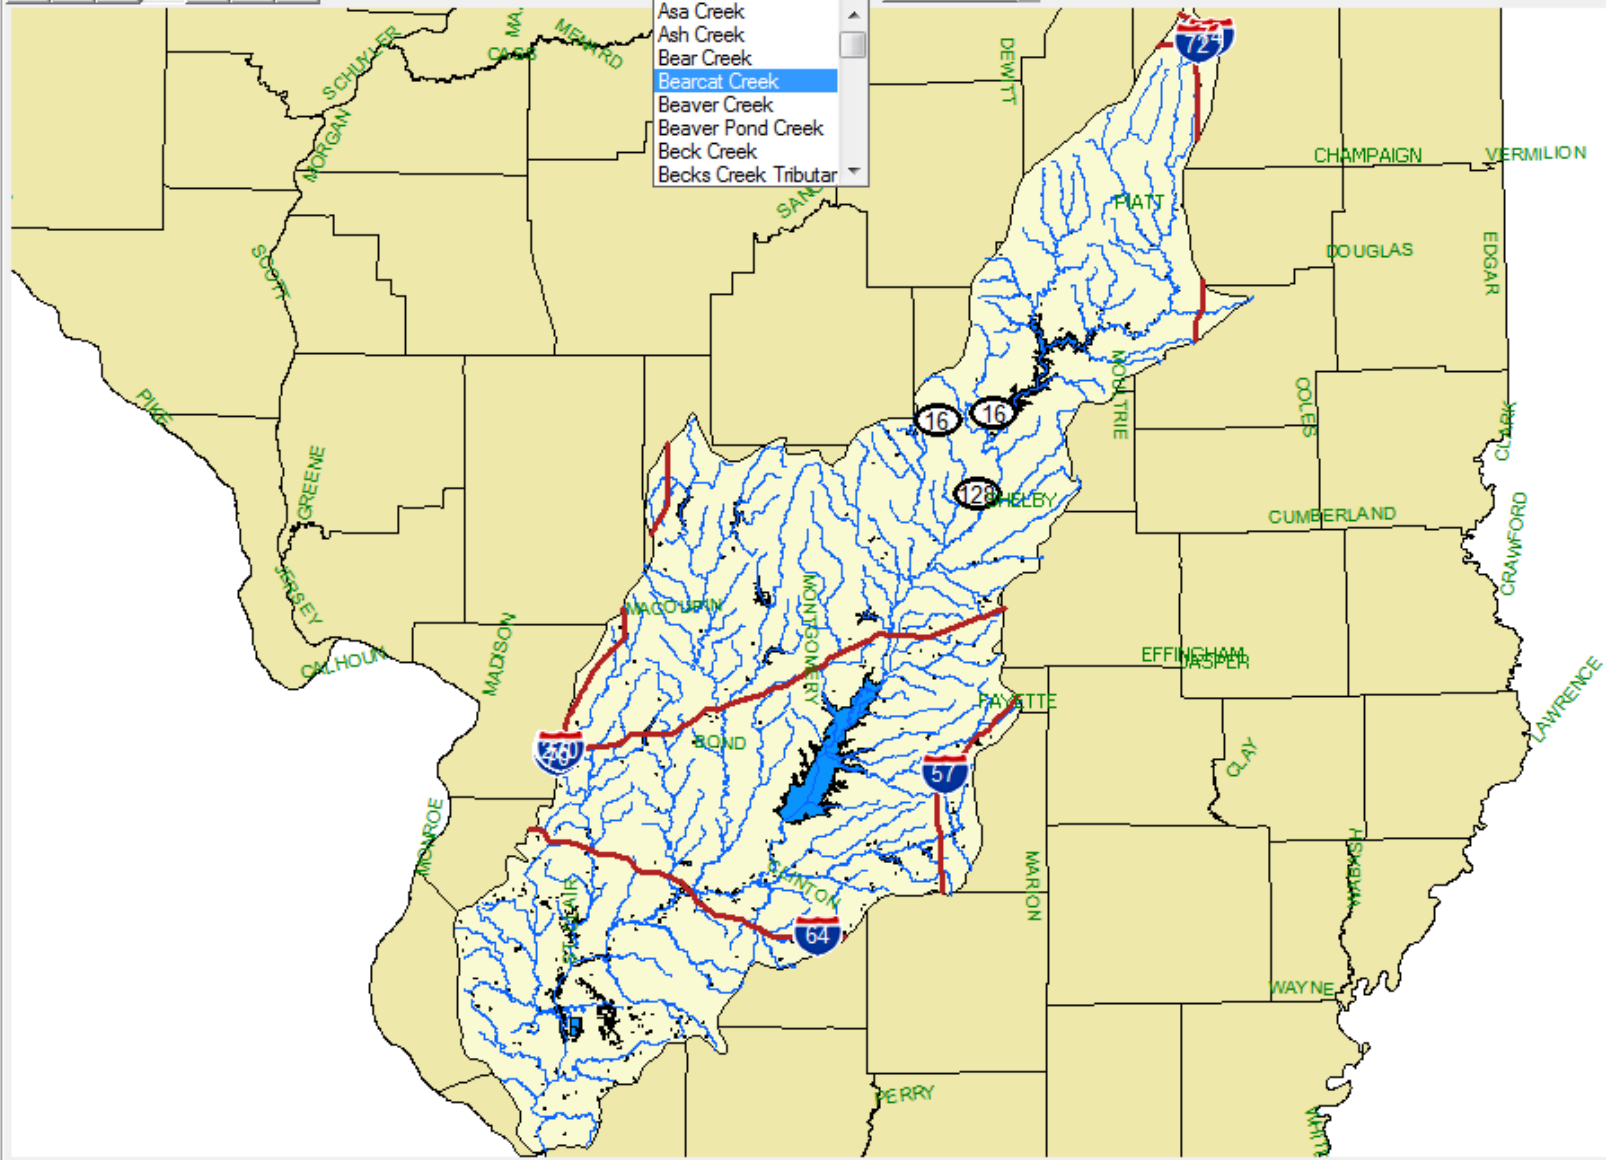 Asa Creek
Ash Creek
Bear Creek
Bearcat Creek
Beaver Creek
Beaver Pond Creek
Beck Creek
Becks Creek Tributar
SCHUYLER
CASS
MENARD
DEWITT
72
MORGAN
CHAMPAIGN
VERMILION
PIATT
SCOTT
DOUGLAS
EDGAR
PIKE
MOULTRIE
COLES
CLARK
16
16
GREENE
128
SHELBY
CUMBERLAND
CRAWFORD
JERSEY
MACOUPIN
MONTGOMERY
CALHOUN
MADISON
EFFINGHAM
JASPER
LAWRENCE
FAYETTE
BOND
57
CLAY
MONROE
CLINTON
MARION
WABASH
64
WAYNE
PERRY